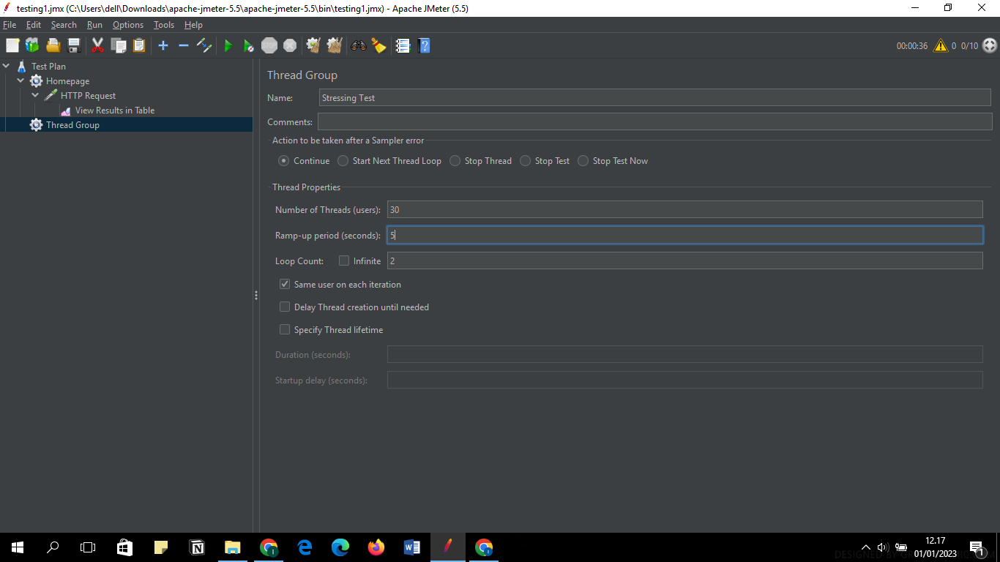 testing1.jmx (C:\Users\dell\Downloads\apache-jmeter-5.5\apache-jmeter-5.5\bin\testing1.jmx) - Apache JMeter (5.5)
File Edit Search Run Options Tools Help
STOP 00:00:36 0 0/10
Test Plan
Homepage
HTTP Request
View Results in Table
Thread Group
Thread Group
Name: Stressing Test
Comments:
Action to be taken after a Sampler error
Continue Start Next Thread Loop Stop Thread Stop Test Stop Test Now
Thread Properties
Number of Threads (users): 30
Ramp-up period (seconds): 5
Loop Count: Infinite 2
Same user on each iteration
Delay Thread creation until needed
Specify Thread lifetime
Duration (seconds):
Startup delay (seconds):
12.17
01/01/2023
1